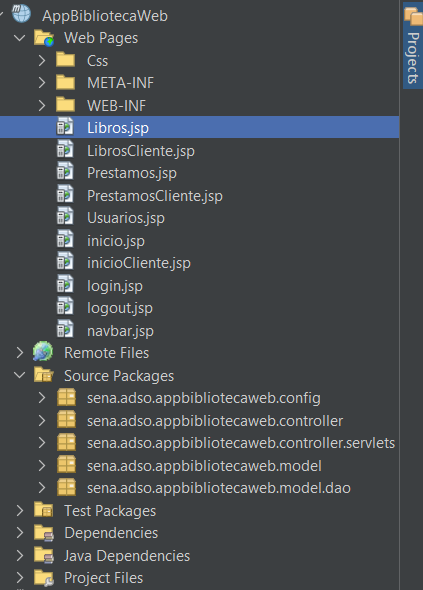 AppBibliotecaWeb
Web Pages
Css
META-INF
WEB-INF
Libros.jsp
LibrosCliente.jsp
Prestamos.jsp
PrestamosCliente.jsp
Usuarios.jsp
inicio.jsp
inicioCliente.jsp
login.jsp
logout.jsp
navbar.jsp
Remote Files
Source Packages
sena.adso.appbibliotecaweb.config
sena.adso.appbibliotecaweb.controller
sena.adso.appbibliotecaweb.controller.servlets
sena.adso.appbibliotecaweb.model
sena.adso.appbibliotecaweb.model.dao
Test Packages
Dependencies
Java Dependencies
Project Files
Projects